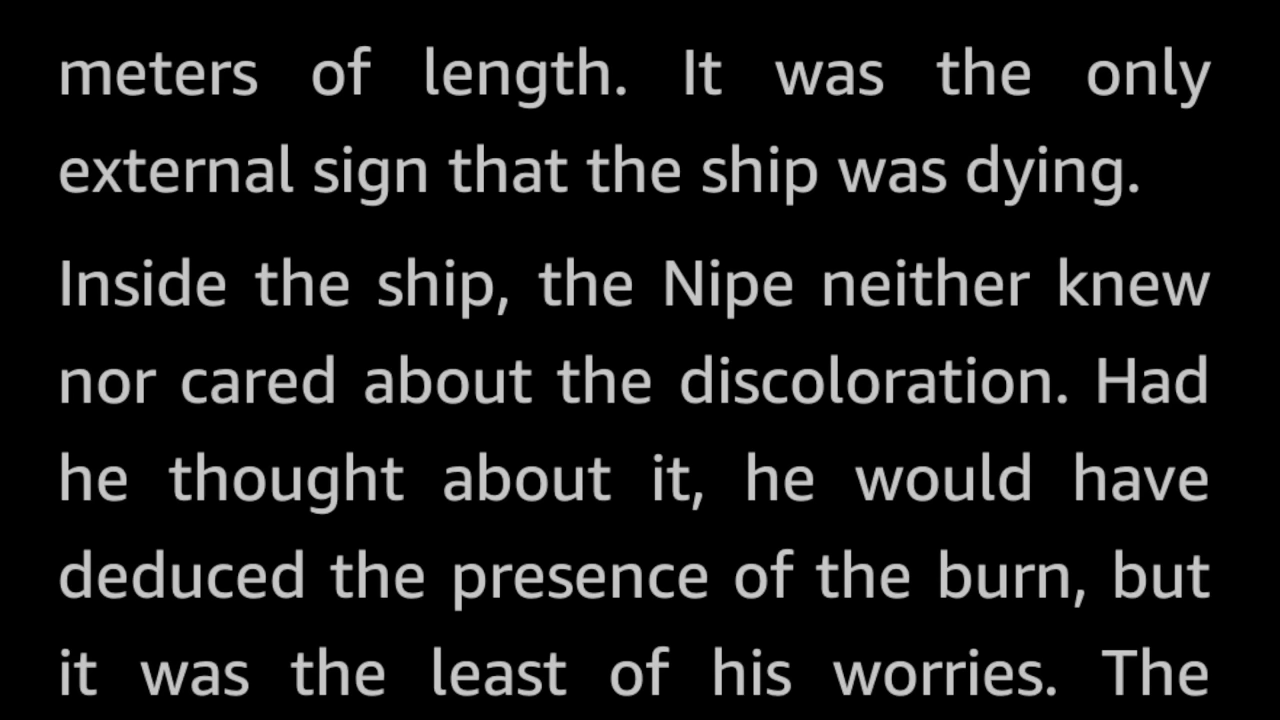 meters of length. It was the only
external sign that the ship was dying.
Inside the ship, the Nipe neither knew
nor cared about the discoloration. Had
he thought about it, he would have
deduced the presence of the burn, but
it was the least of his worries. The